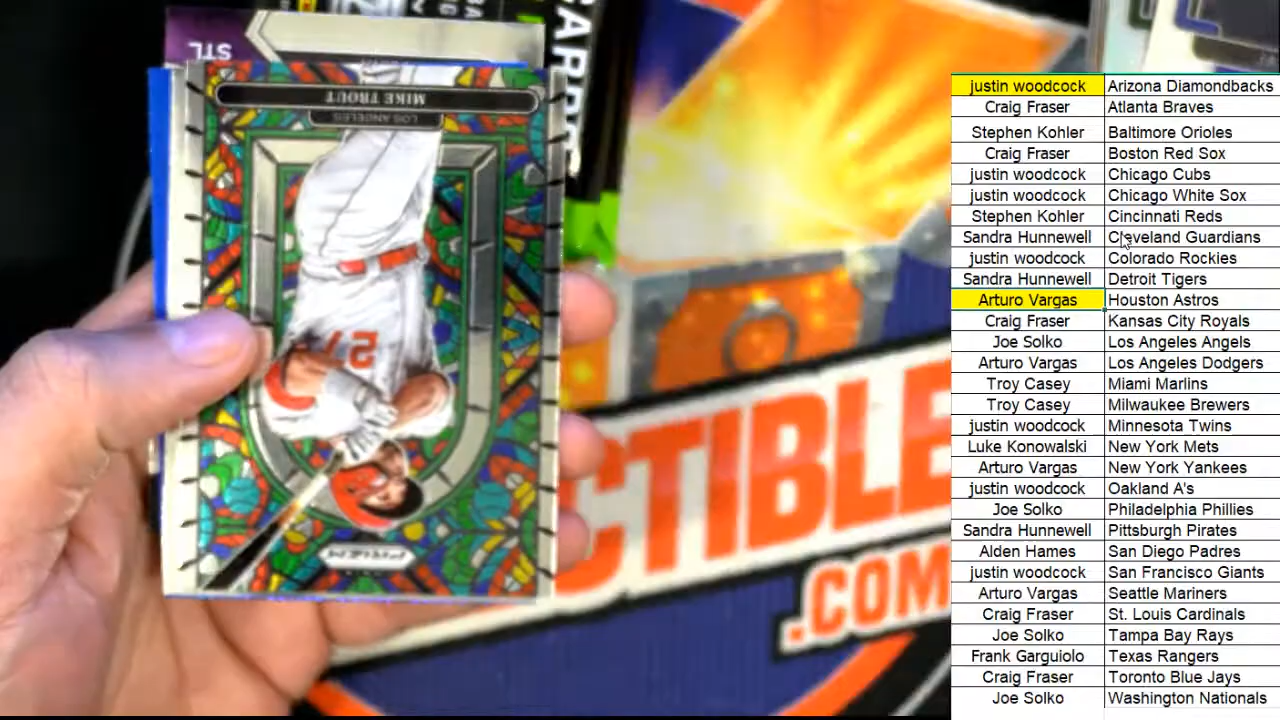 STL
MIKE TROUT
LOS ANGELES
27
PRIZM
CARDS
CTIBLE
.COM
justin woodcock Arizona Diamondbacks
Craig Fraser Atlanta Braves
Stephen Kohler Baltimore Orioles
Craig Fraser Boston Red Sox
justin woodcock Chicago Cubs
justin woodcock Chicago White Sox
Stephen Kohler Cincinnati Reds
Sandra Hunnewell Cleveland Guardians
justin woodcock Colorado Rockies
Sandra Hunnewell Detroit Tigers
Arturo Vargas Houston Astros
Craig Fraser Kansas City Royals
Joe Solko Los Angeles Angels
Arturo Vargas Los Angeles Dodgers
Troy Casey Miami Marlins
Troy Casey Milwaukee Brewers
justin woodcock Minnesota Twins
Luke Konowalski New York Mets
Arturo Vargas New York Yankees
justin woodcock Oakland A's
Joe Solko Philadelphia Phillies
Sandra Hunnewell Pittsburgh Pirates
Alden Hames San Diego Padres
justin woodcock San Francisco Giants
Arturo Vargas Seattle Mariners
Craig Fraser St. Louis Cardinals
Joe Solko Tampa Bay Rays
Frank Garguiolo Texas Rangers
Craig Fraser Toronto Blue Jays
Joe Solko Washington Nationals